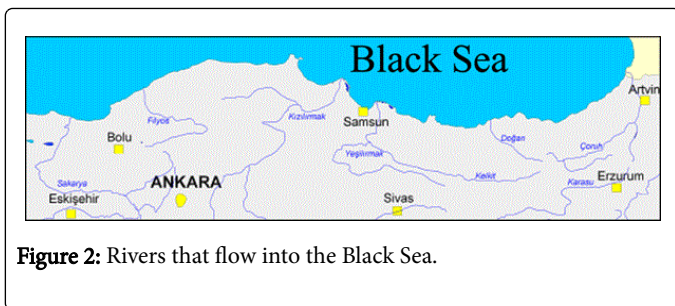 Black Sea
Artvin
Filyos
Kızılırmak
Samsun
Doğan
Bolu
Çoruh
Yeşilırmak
Sakarya
ANKARA
Kelkit
Karasu
Erzurum
Eskişehir
Sivas
Figure 2: Rivers that flow into the Black Sea.